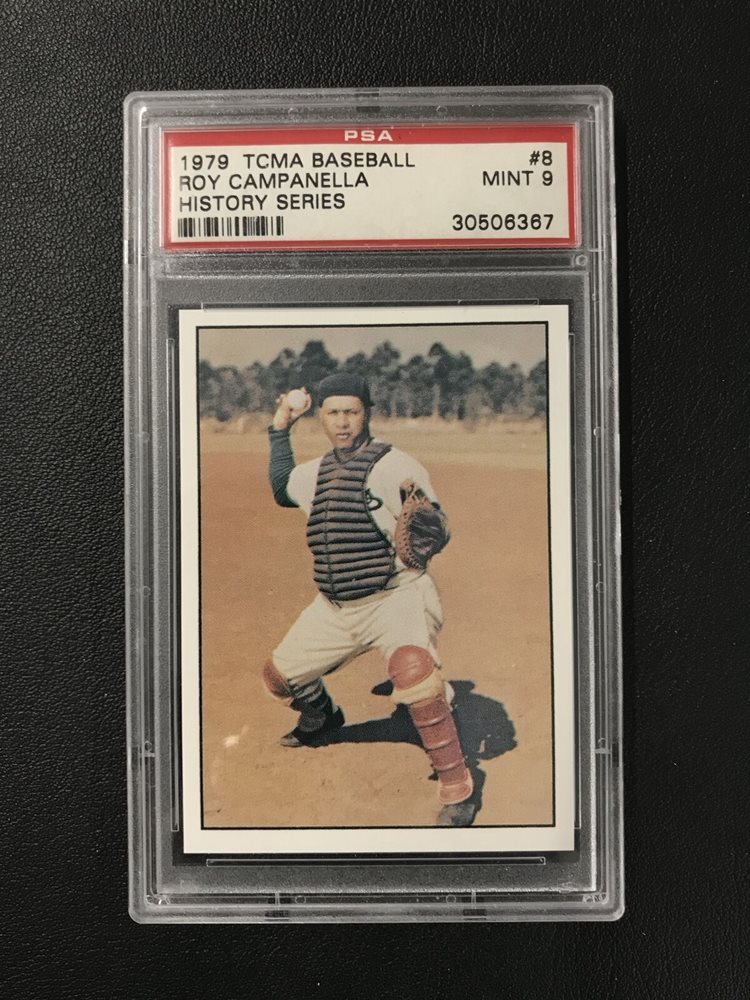 PSA
1979 TCMA BASEBALL #8
ROY CAMPANELLA MINT 9
HISTORY SERIES
30506367